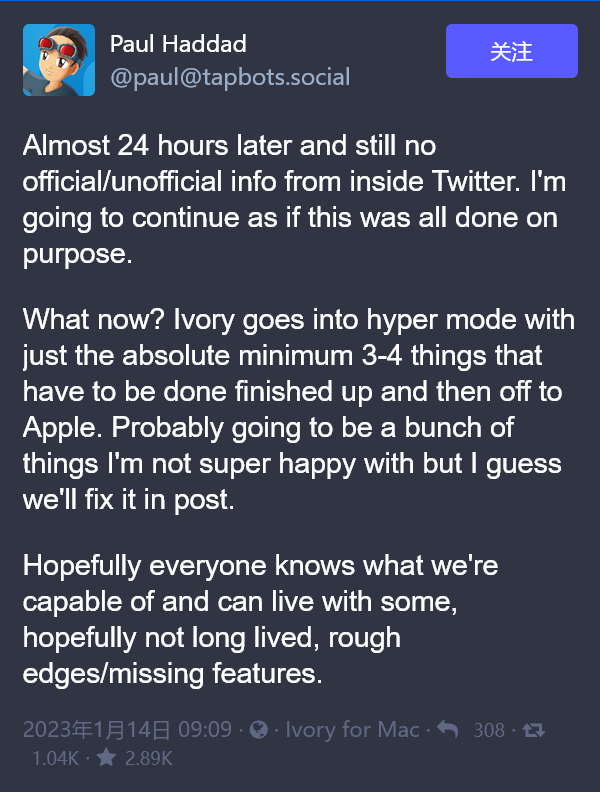 Paul Haddad
@paul@tapbots.social
关注
Almost 24 hours later and still no
official/unofficial info from inside Twitter. I'm
going to continue as if this was all done on
purpose.
What now? Ivory goes into hyper mode with
just the absolute minimum 3-4 things that
have to be done finished up and then off to
Apple. Probably going to be a bunch of
things I'm not super happy with but I guess
we'll fix it in post.
Hopefully everyone knows what we're
capable of and can live with some,
hopefully not long lived, rough
edges/missing features.
2023年1月14日 09:09 · · Ivory for Mac · 308 ·
1.04K · 2.89K